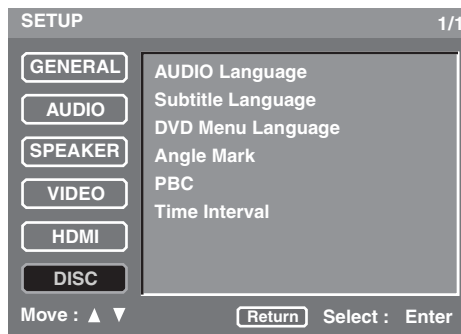 SETUP 1/1
GENERAL
AUDIO
SPEAKER
VIDEO
HDMI
DISC
AUDIO Language
Subtitle Language
DVD Menu Language
Angle Mark
PBC
Time Interval
Move : ▲ ▼ Return Select : Enter